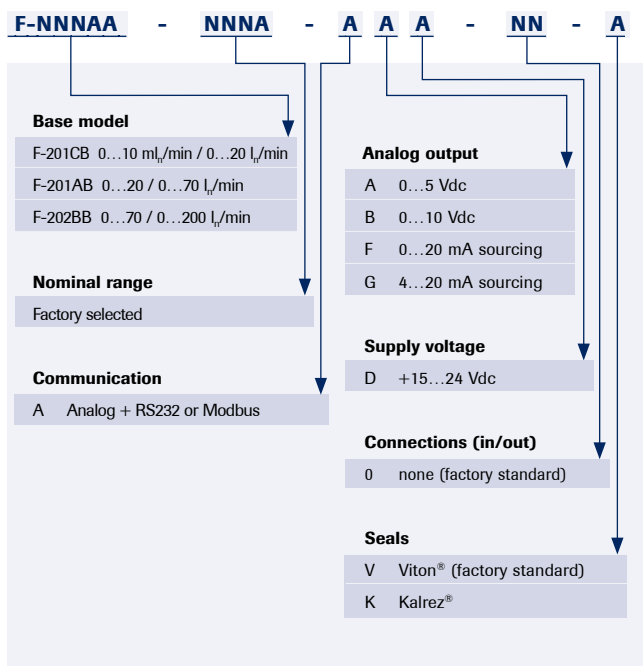 F-NNNAA - NNNA - A A A - NN - A
Base model
F-201CB 0…10 mlₙ/min / 0…20 lₙ/min
F-201AB 0…20 / 0…70 lₙ/min
F-202BB 0…70 / 0…200 lₙ/min
Nominal range
Factory selected
Communication
A Analog + RS232 or Modbus
Analog output
A 0…5 Vdc
B 0…10 Vdc
F 0…20 mA sourcing
G 4…20 mA sourcing
Supply voltage
D +15…24 Vdc
Connections (in/out)
0 none (factory standard)
Seals
V Viton® (factory standard)
K Kalrez®